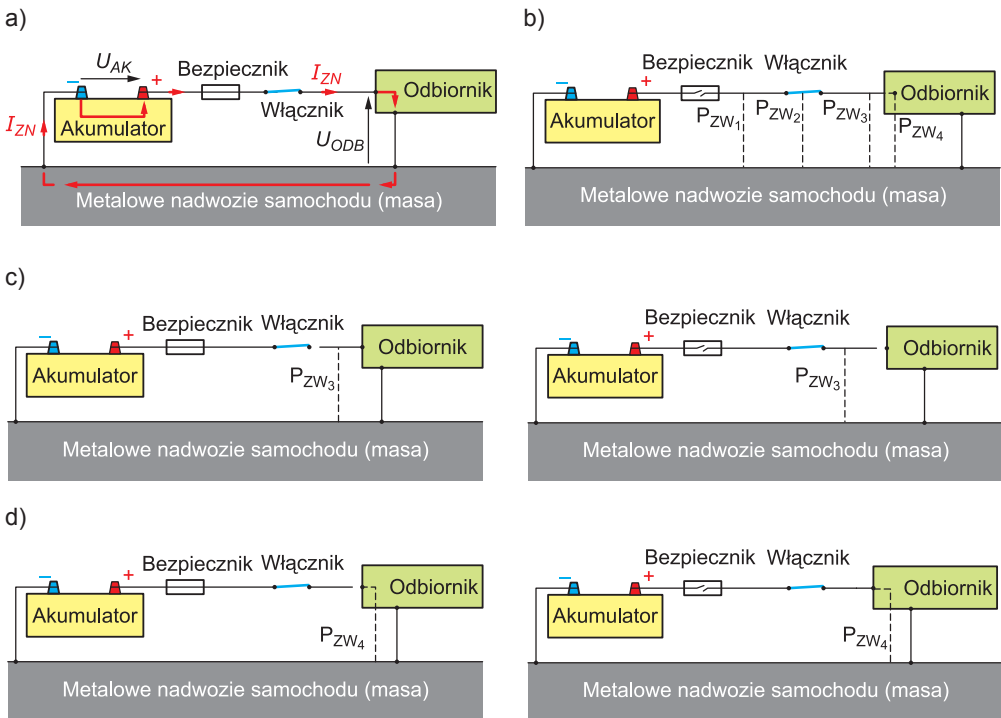 a)
U_AK
−
+
Bezpiecznik
I_ZN
Włącznik
Odbiornik
Akumulator
I_ZN
U_ODB
Metalowe nadwozie samochodu (masa)
b)
Bezpiecznik
Włącznik
−
+
Odbiornik
Akumulator
P_ZW1
P_ZW2
P_ZW3
P_ZW4
Metalowe nadwozie samochodu (masa)
c)
Bezpiecznik
Włącznik
−
+
Odbiornik
Akumulator
P_ZW3
Metalowe nadwozie samochodu (masa)
Bezpiecznik
Włącznik
−
+
Odbiornik
Akumulator
P_ZW3
Metalowe nadwozie samochodu (masa)
d)
Bezpiecznik
Włącznik
−
+
Odbiornik
Akumulator
P_ZW4
Metalowe nadwozie samochodu (masa)
Bezpiecznik
Włącznik
−
+
Odbiornik
Akumulator
P_ZW4
Metalowe nadwozie samochodu (masa)